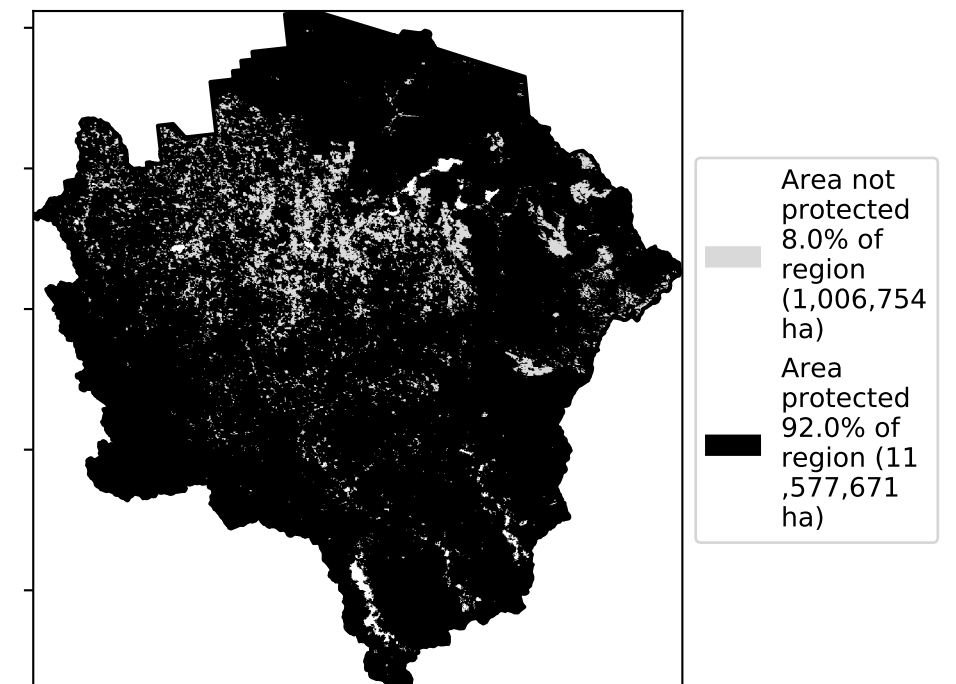 Area not
protected
8.0% of
region
(1,006,754
ha)
Area
protected
92.0% of
region (11
,577,671
ha)